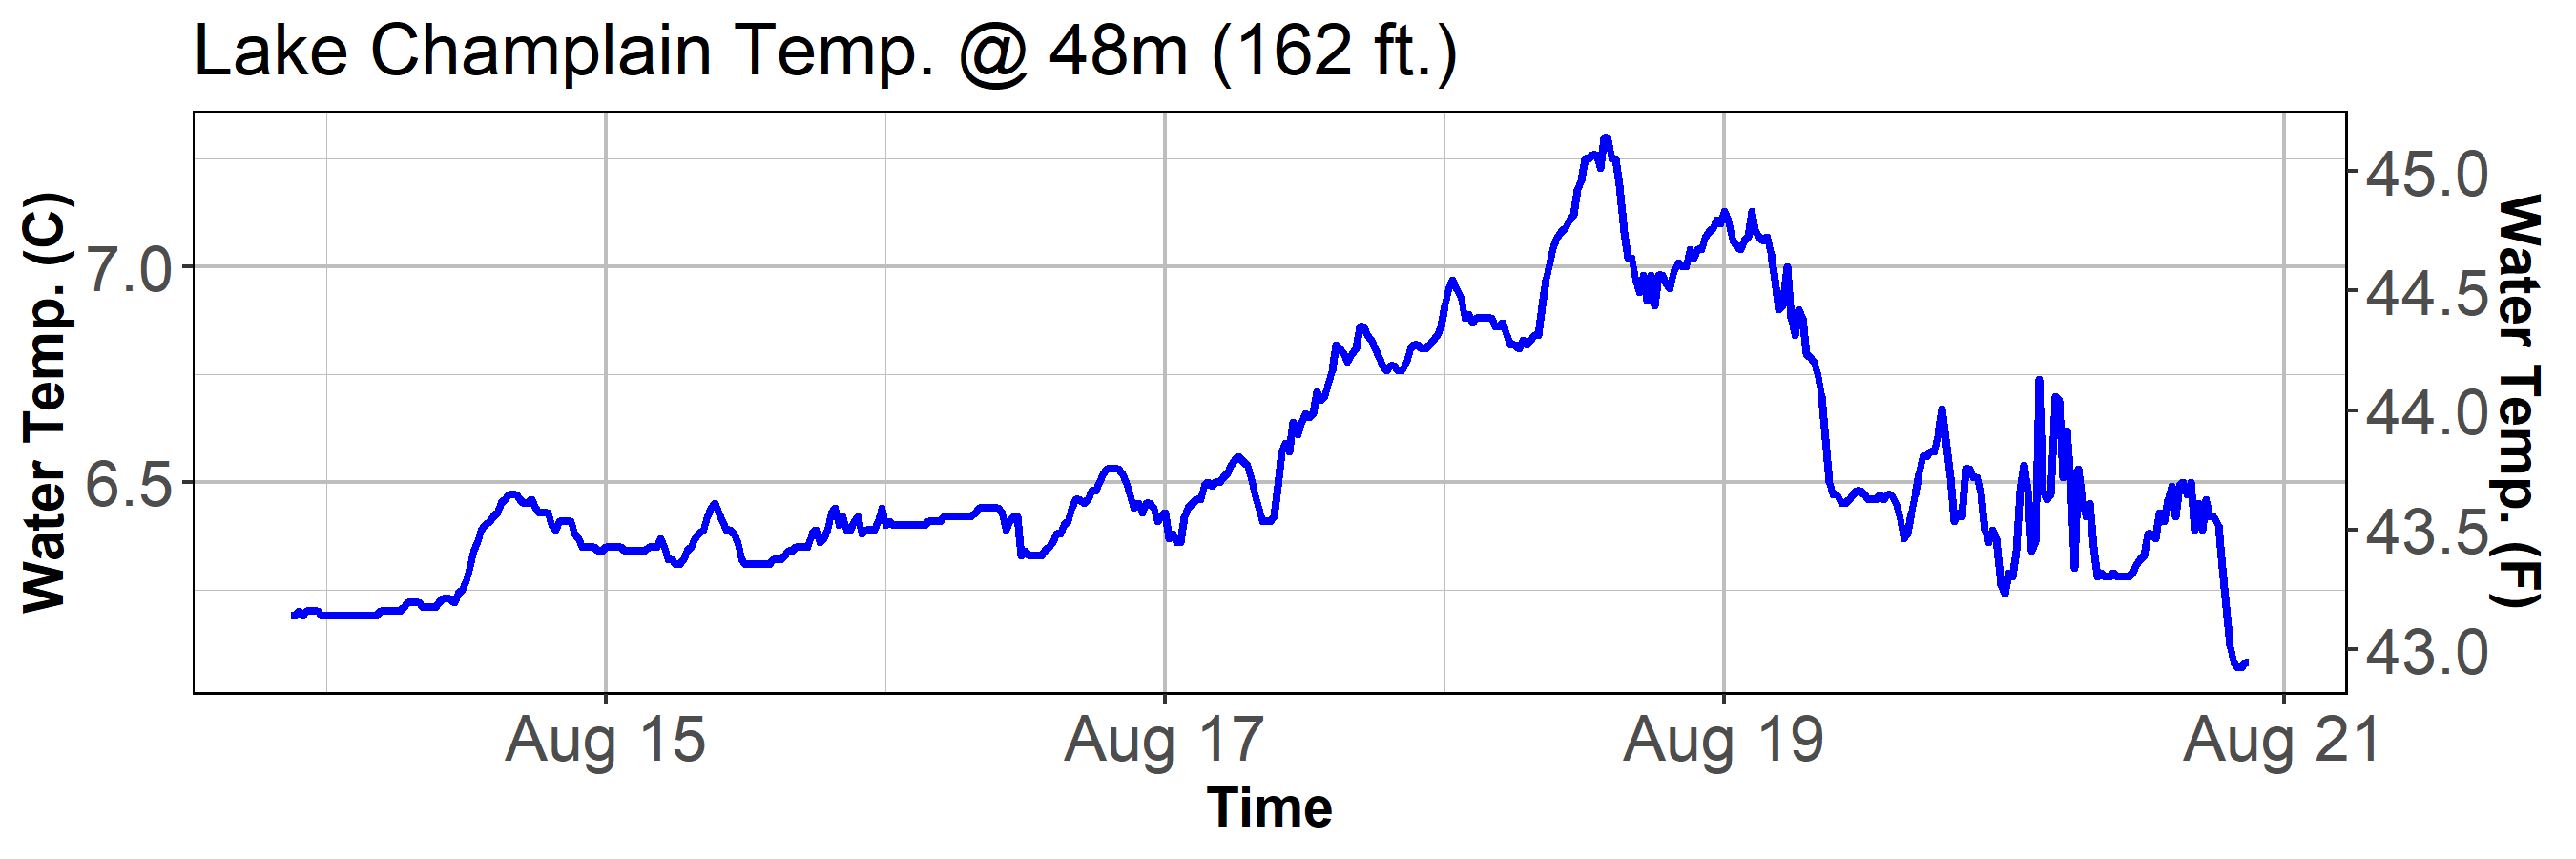 Lake Champlain Temp. @ 48m (162 ft.)
Water Temp. (C)
7.0
6.5
45.0
44.5
44.0
43.5
43.0
Water Temp. (F)
Aug 15
Aug 17
Aug 19
Aug 21
Time